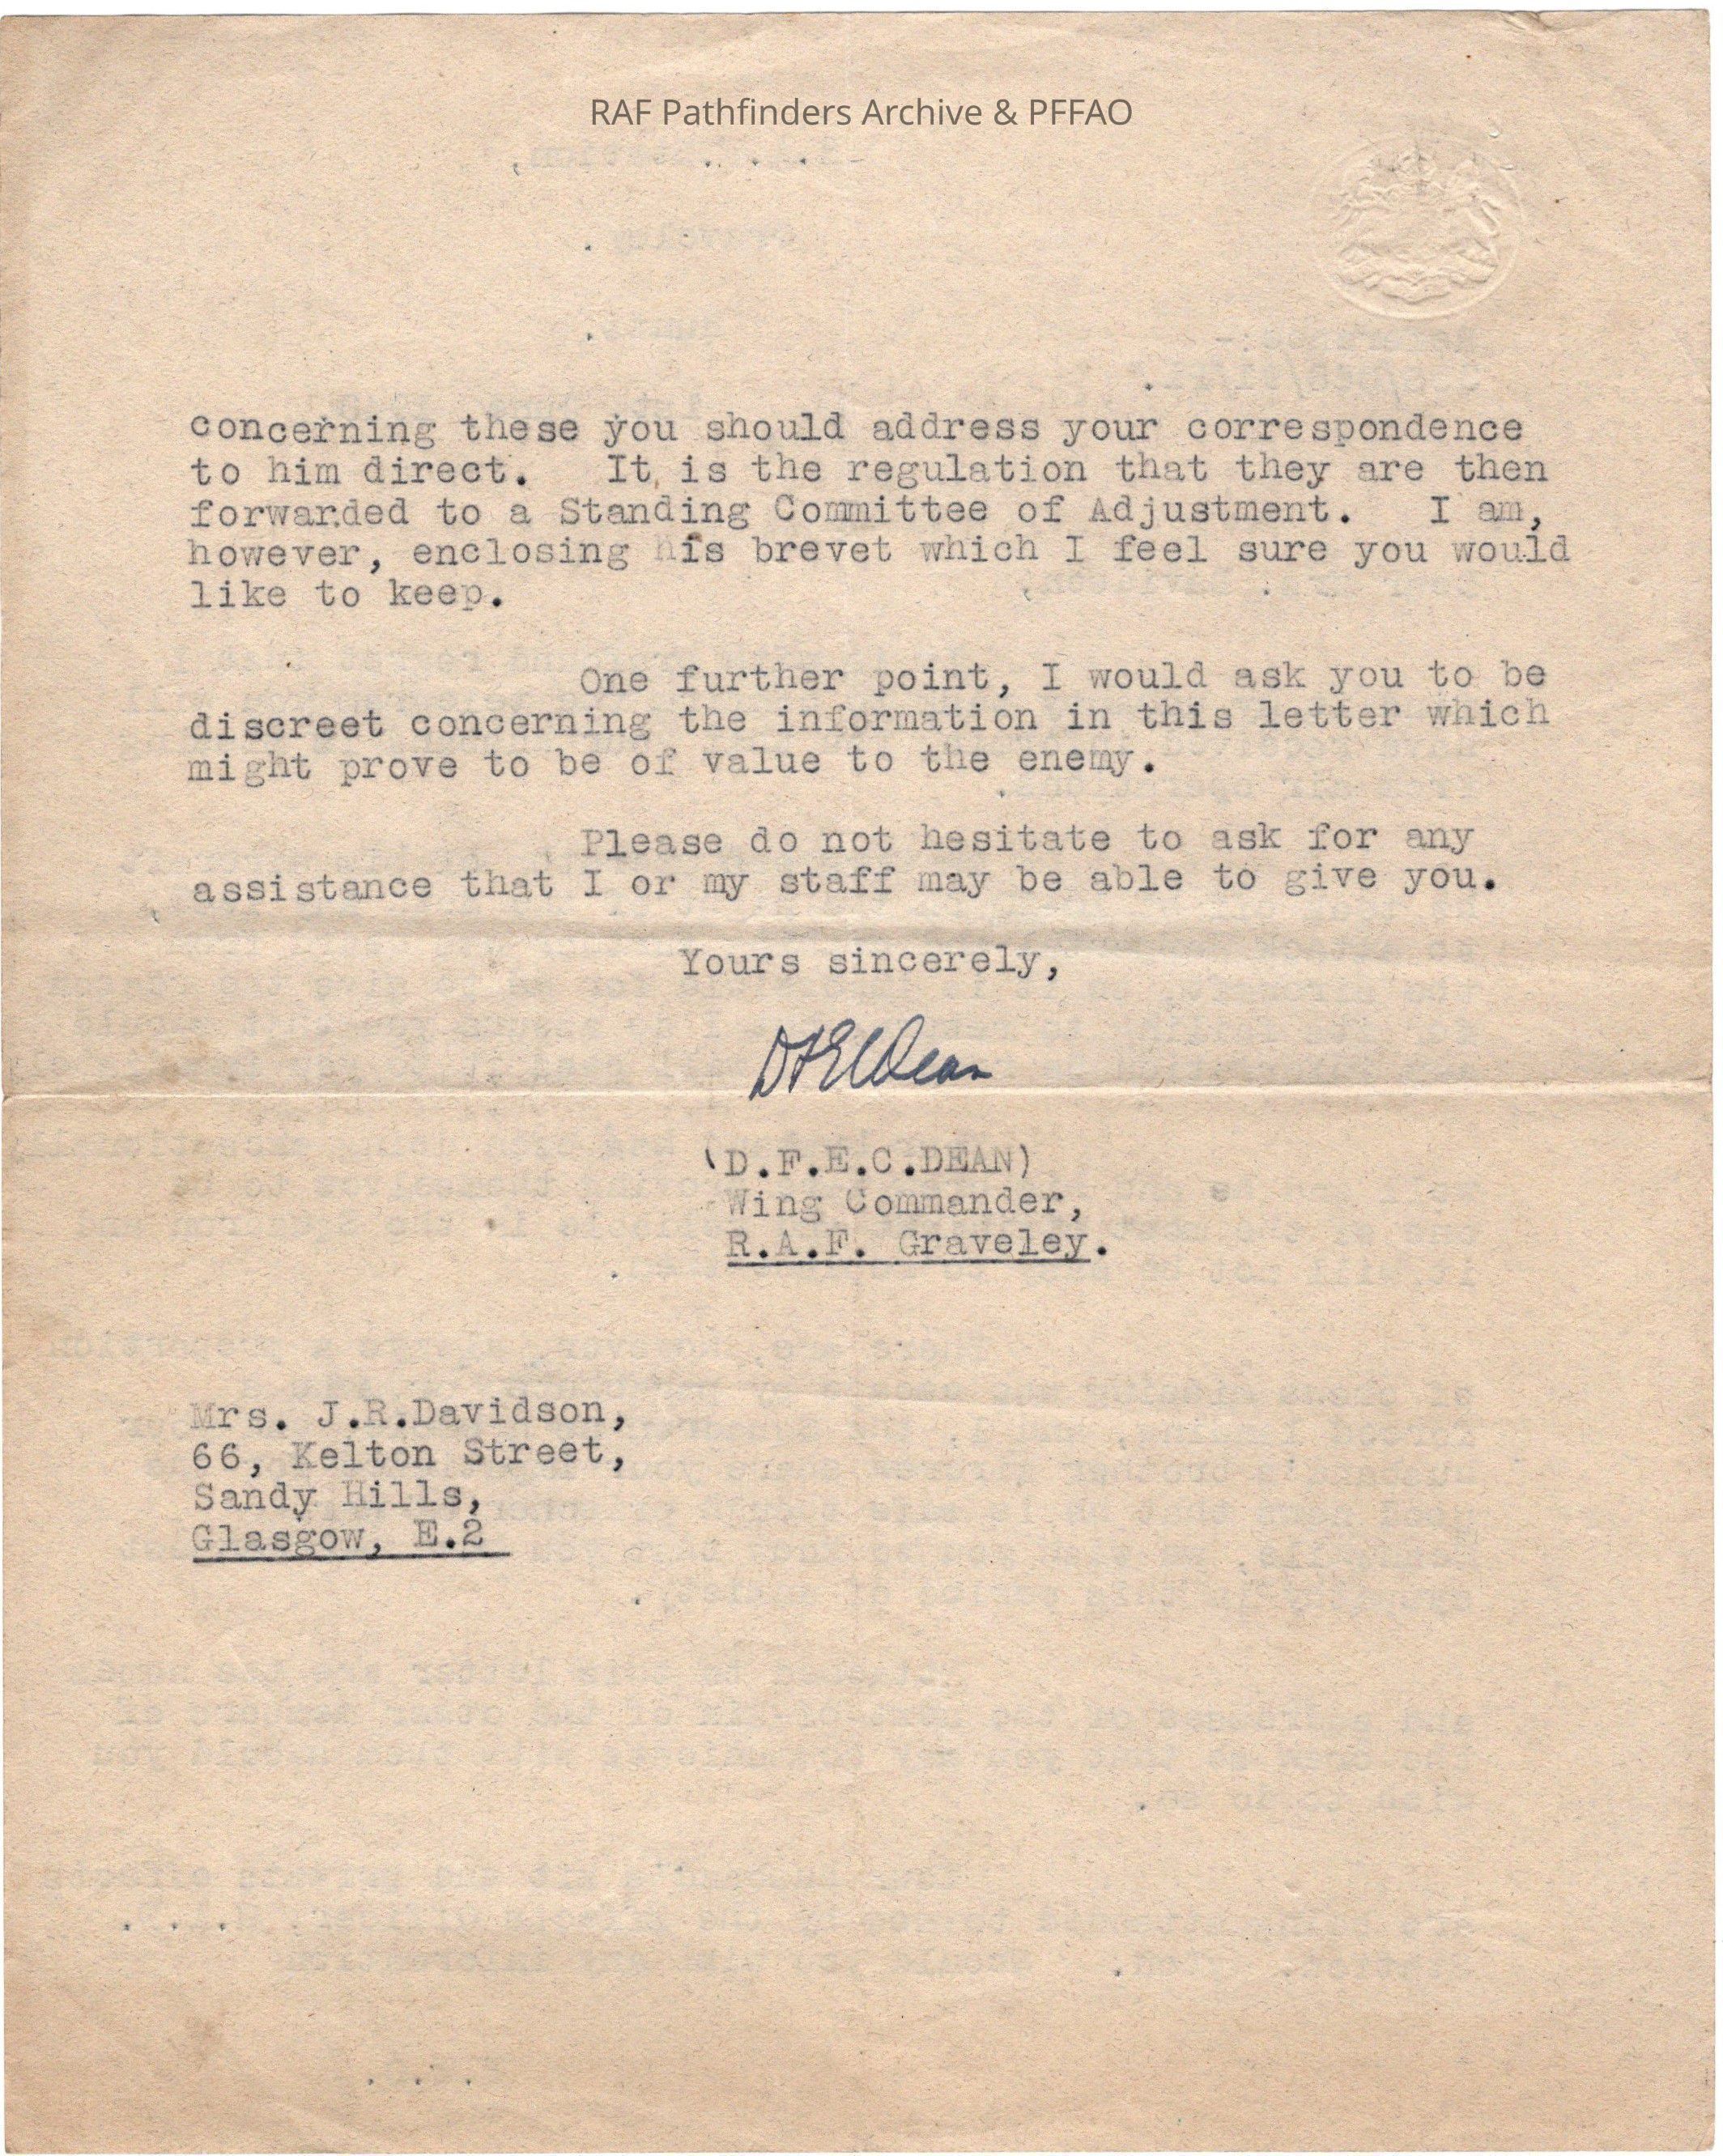 RAF Pathfinders Archive & PFFAO
concerning these you should address your correspondence
to him direct.   It is the regulation that they are then
forwarded to a Standing Committee of Adjustment.   I am,
however, enclosing his brevet which I feel sure you would
like to keep.
One further point, I would ask you to be
discreet concerning the information in this letter which
might prove to be of value to the enemy.
Please do not hesitate to ask for any
assistance that I or my staff may be able to give you.
Yours sincerely,
DFECDean
(D.F.E.C.DEAN)
Wing Commander,
R.A.F. Graveley.
Mrs. J.R.Davidson,
66, Kelton Street,
Sandy Hills,
Glasgow, E.2